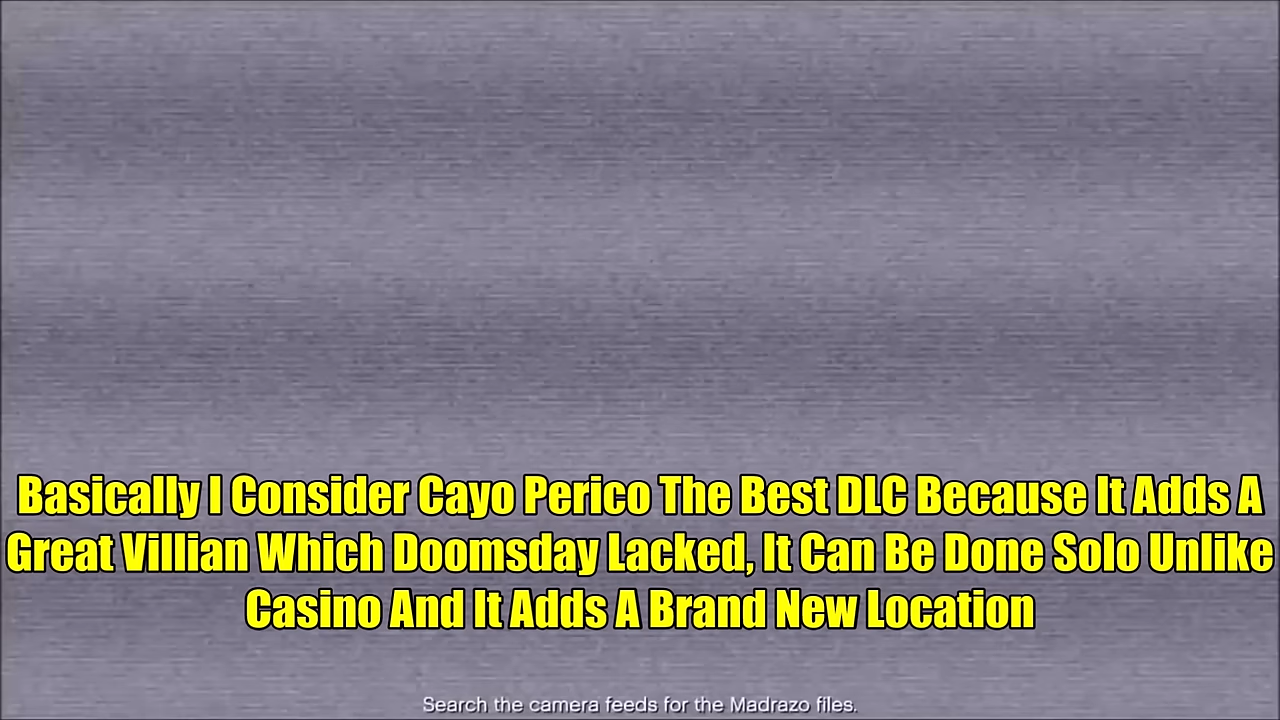 Basically I Consider Cayo Perico The Best DLC Because It Adds A
Great Villian Which Doomsday Lacked, It Can Be Done Solo Unlike
Casino And It Adds A Brand New Location
Search the camera feeds for the Madrazo files.